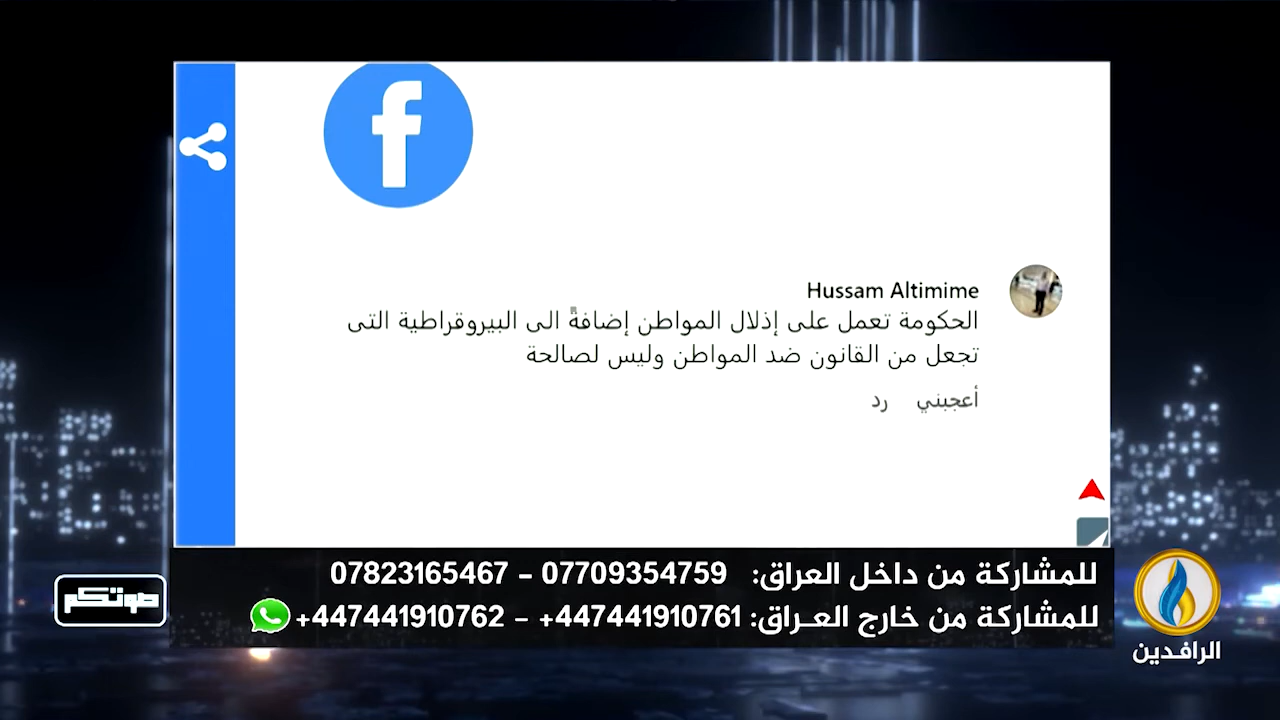 f
Hussam Altimime
الحكومة تعمل على إذلال المواطن إضافة الى البيروقراطية التى
تجعل من القانون ضد المواطن وليس لصالحة
أعجبني رد
للمشاركة من داخل العراق: 07709354759 - 07823165467
للمشاركة من خارج العـراق: 447441910761+ - 447441910762+
صوتكم
الرافدين